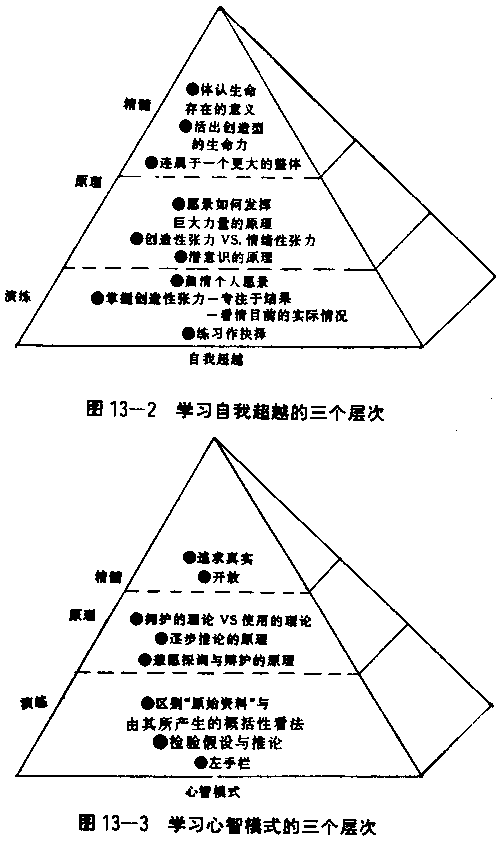 ●体认生命
精髓
存在的意义
●活出创造型
的生命力
●连属于一个更大的整体
原理
●愿景如何发挥
巨大力量的原理
●创造性张力 VS. 情绪性张力
●潜意识的原理
●厘清个人愿景
演练
●掌握创造性张力—专注于结果
—看清目前的实际情况
●练习作抉择
自我超越
图 13—2 学习自我超越的三个层次
●追求真实
精髓
●开放
原理
●拥护的理论 VS 使用的理论
●逐步推论的原理
●兼顾探询与辩护的原理
演练
●区别“原始资料”与
由其所产生的概括性看法
●检验假设与推论
●左手栏
心智模式
图 13—3 学习心智模式的三个层次